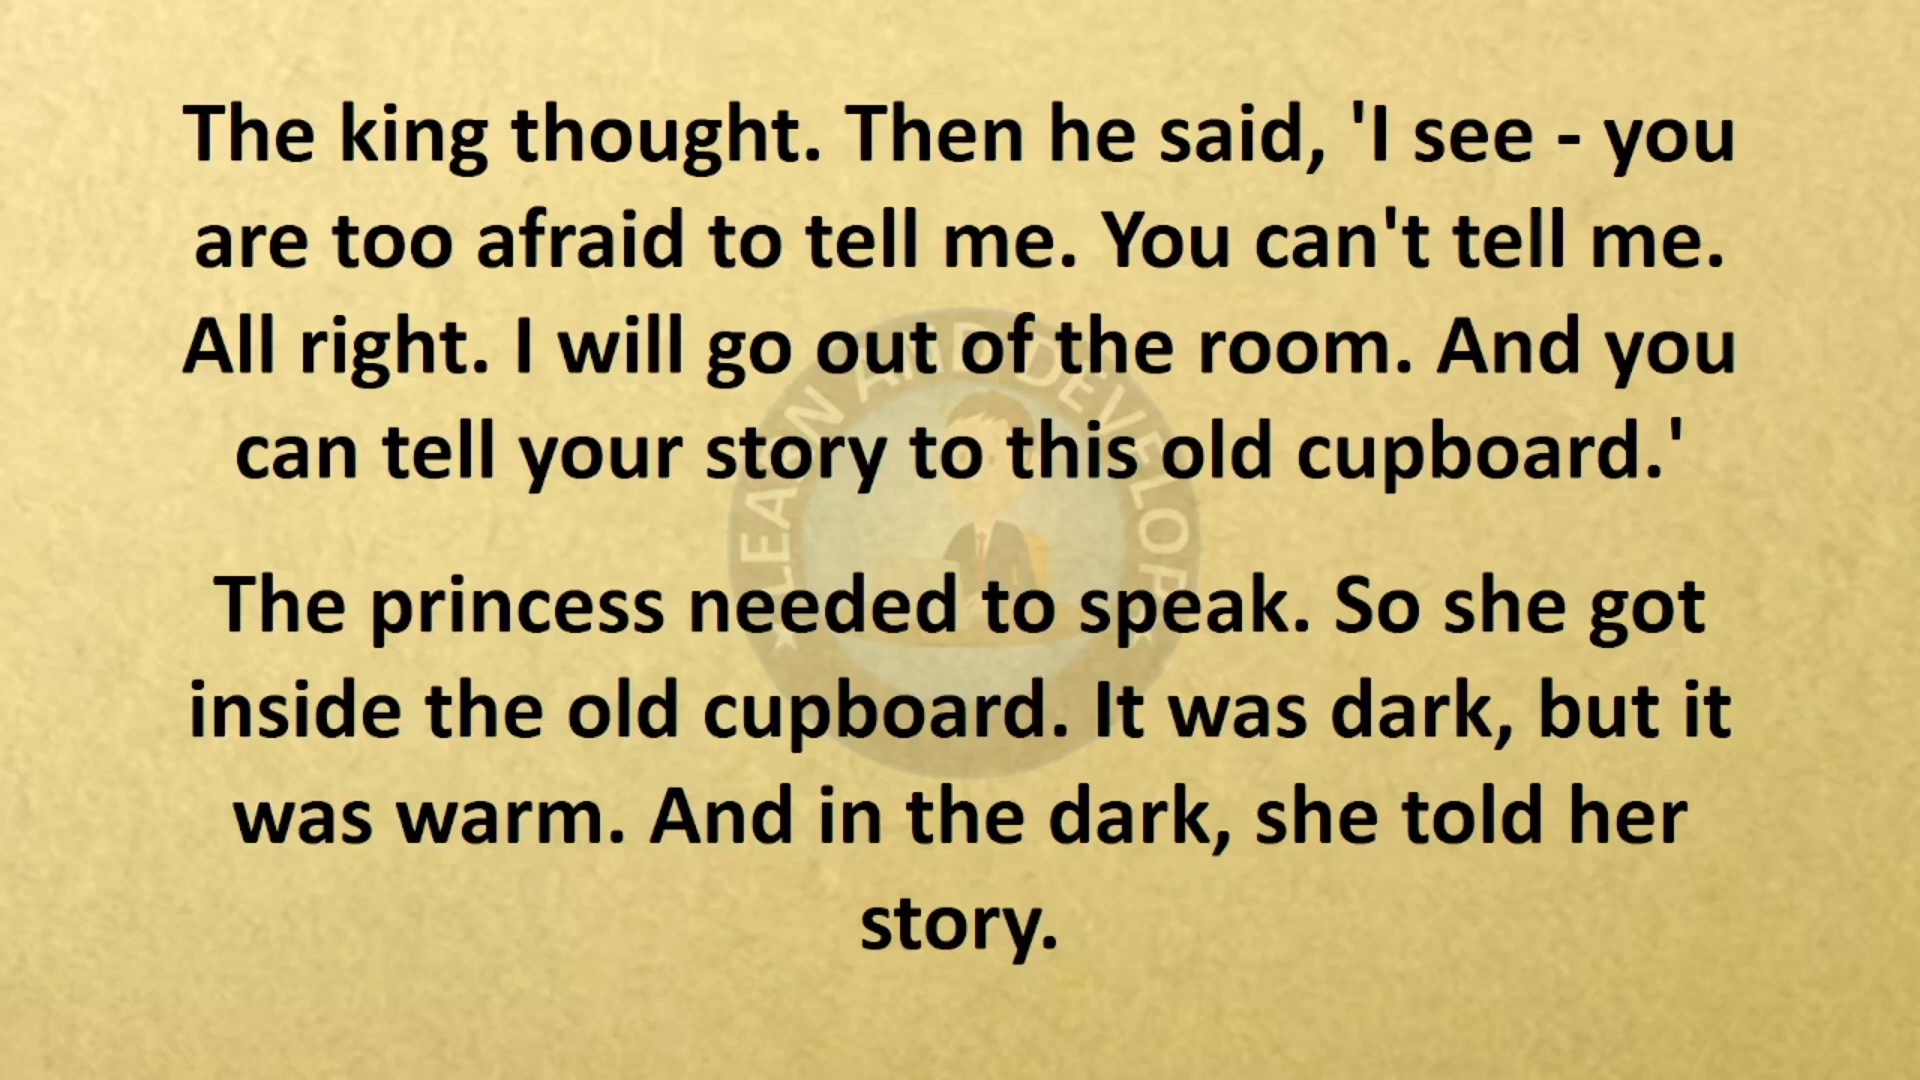 The king thought. Then he said, 'I see - you
are too afraid to tell me. You can't tell me.
All right. I will go out of the room. And you
can tell your story to this old cupboard.'
The princess needed to speak. So she got
inside the old cupboard. It was dark, but it
was warm. And in the dark, she told her
story.
LEARN AND DEVELOP